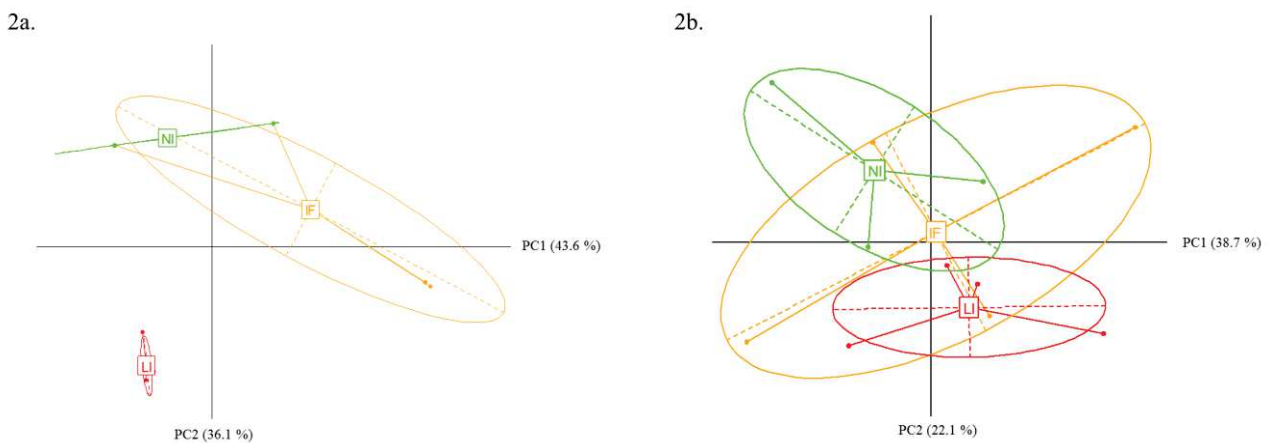 2a.
NI
IF
PC1 (43.6 %)
LI
PC2 (36.1 %)
2b.
NI
IF
PC1 (38.7 %)
LI
PC2 (22.1 %)